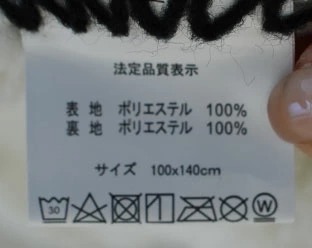 法定品質表示
表 地 ポリエステル 100%
裏 地 ポリエステル 100%
サイズ 100x140cm
30 W